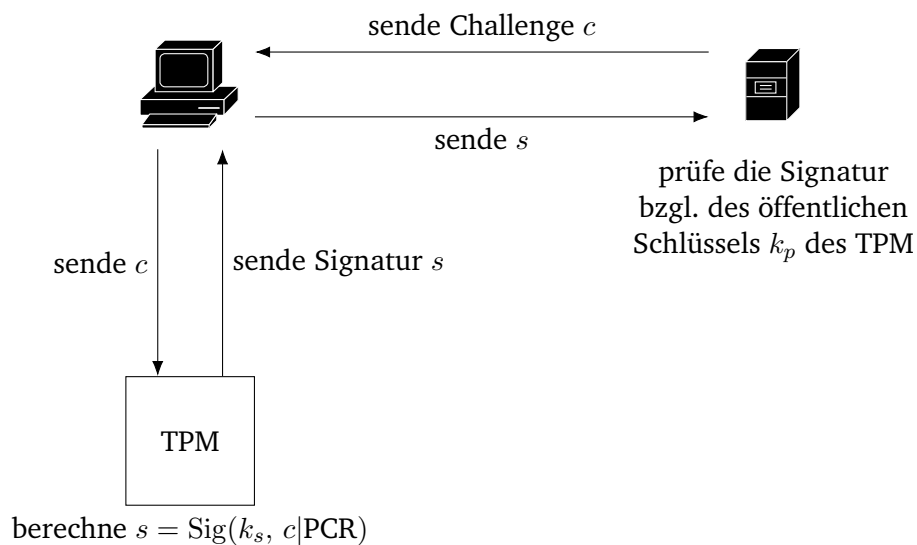 sende Challenge c
sende s
prüfe die Signatur
bzgl. des öffentlichen
Schlüssels k_p des TPM
sende c
sende Signatur s
TPM
berechne s = Sig(k_s, c|PCR)